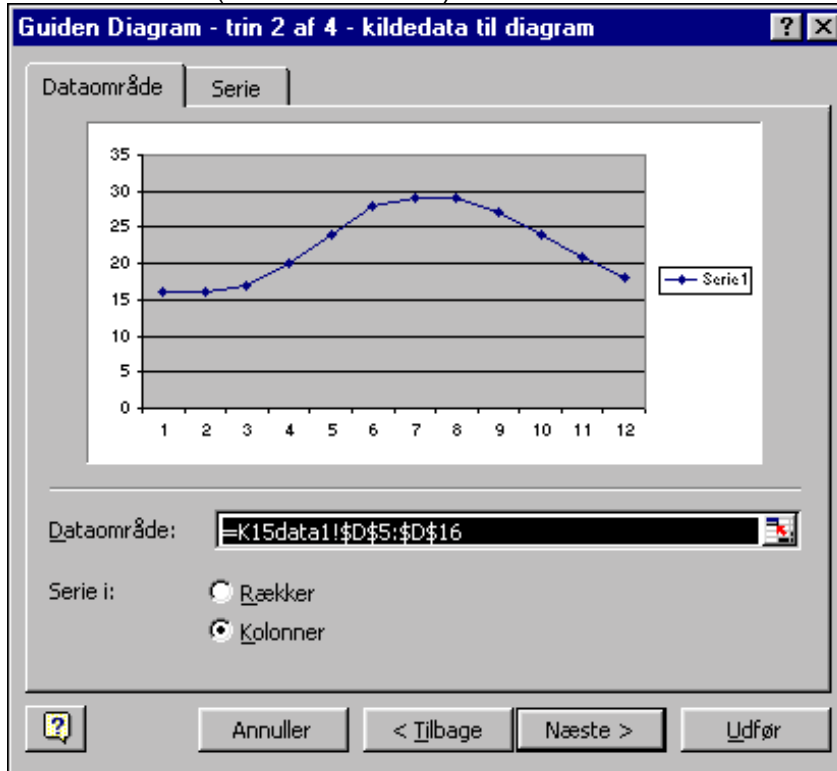 Guiden Diagram - trin 2 af 4 - kildedata til diagram
Dataområde Serie
35
30
25
20
15
10
5
0
Serie1
1 2 3 4 5 6 7 8 9 10 11 12
Dataområde: =K15data1!$D$5:$D$16
Serie i: Rækker
Kolonner
Annuller < Tilbage Næste > Udfør